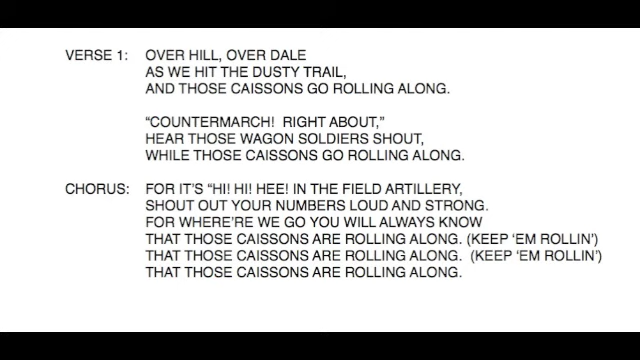 VERSE 1: OVER HILL, OVER DALE
AS WE HIT THE DUSTY TRAIL,
AND THOSE CAISSONS GO ROLLING ALONG.
“COUNTERMARCH! RIGHT ABOUT,”
HEAR THOSE WAGON SOLDIERS SHOUT,
WHILE THOSE CAISSONS GO ROLLING ALONG.
CHORUS: FOR IT’S “HI! HI! HEE! IN THE FIELD ARTILLERY,
SHOUT OUT YOUR NUMBERS LOUD AND STRONG.
FOR WHERE’RE WE GO YOU WILL ALWAYS KNOW
THAT THOSE CAISSONS ARE ROLLING ALONG. (KEEP ‘EM ROLLIN’)
THAT THOSE CAISSONS ARE ROLLING ALONG. (KEEP ‘EM ROLLIN’)
THAT THOSE CAISSONS ARE ROLLING ALONG.